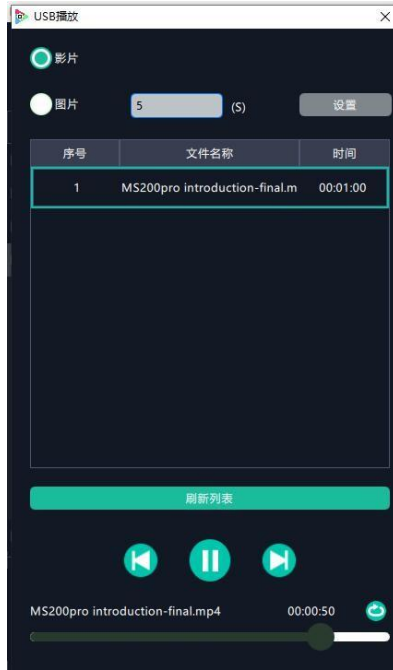 USB播放
影片
图片 5 (S) 设置
序号 文件名称 时间
1 MS200pro introduction-final.m 00:01:00
刷新列表
MS200pro introduction-final.mp4 00:00:50